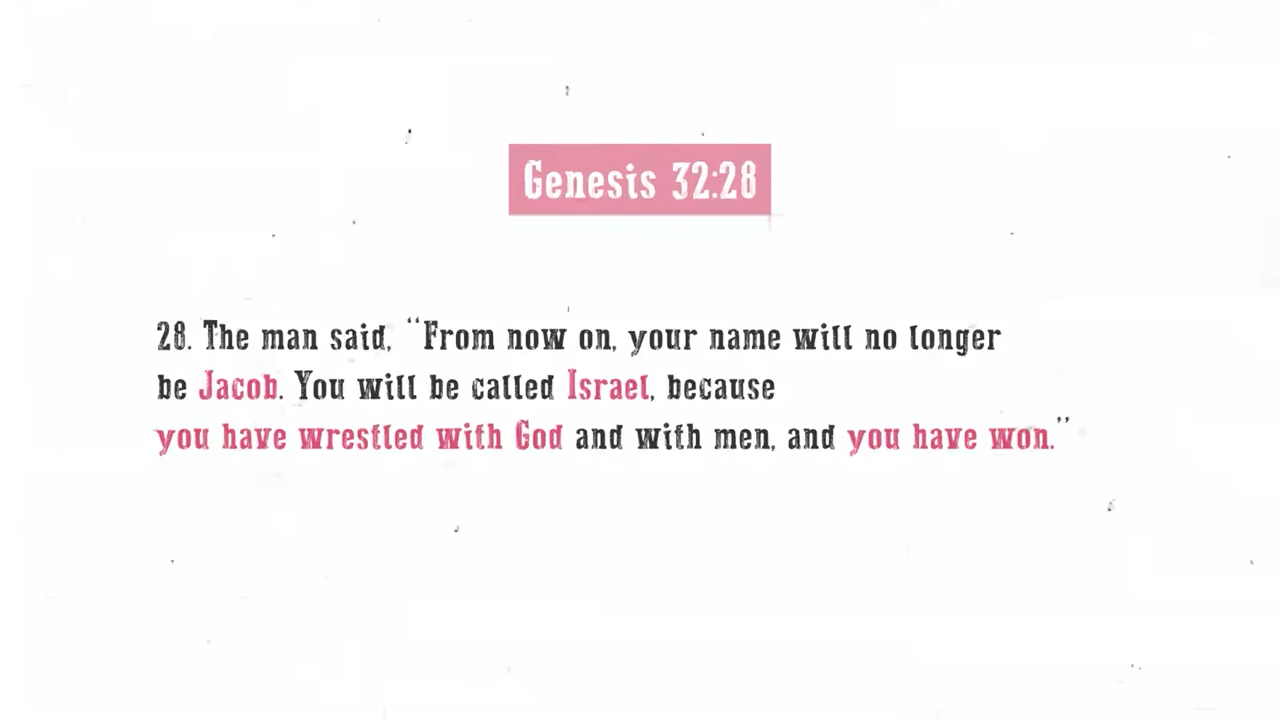 Genesis 32:28
28. The man said, “From now on, your name will no longer
be Jacob. You will be called Israel, because
you have wrestled with God and with men, and you have won.”